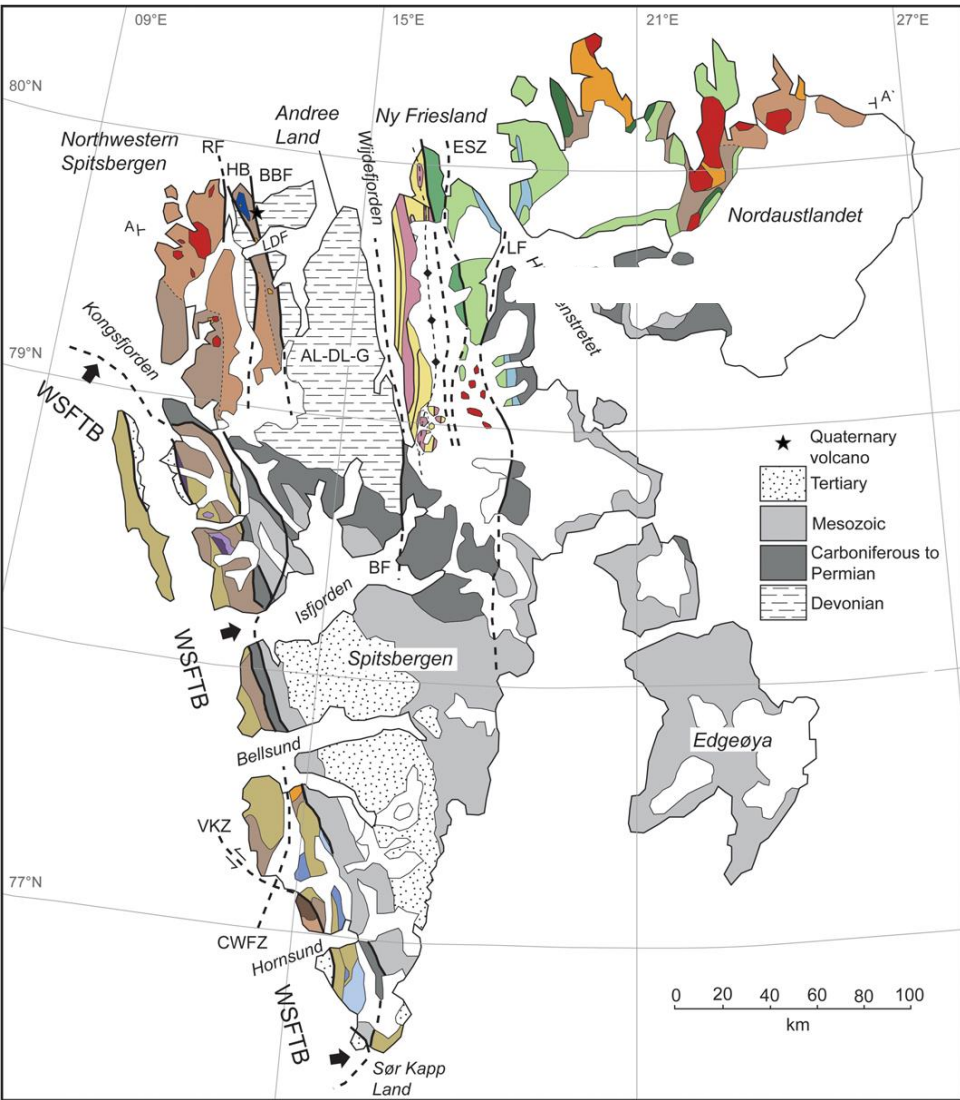 09°E
15°E
21°E
27°E
80°N
79°N
77°N
Northwestern
Spitsbergen
Andree
Land
Ny Friesland
Wijdefjorden
RF
HB
BBF
ESZ
LDF
LF
A
A'
Nordaustlandet
Kongsfjorden
AL-DL-G
WSFTB
BF
Isfjorden
WSFTB
Spitsbergen
Edgeøya
Bellsund
VKZ
CWFZ
Hornsund
WSFTB
Sør Kapp
Land
Quaternary
volcano
Tertiary
Mesozoic
Carboniferous to
Permian
Devonian
0 20 40 60 80 100
km